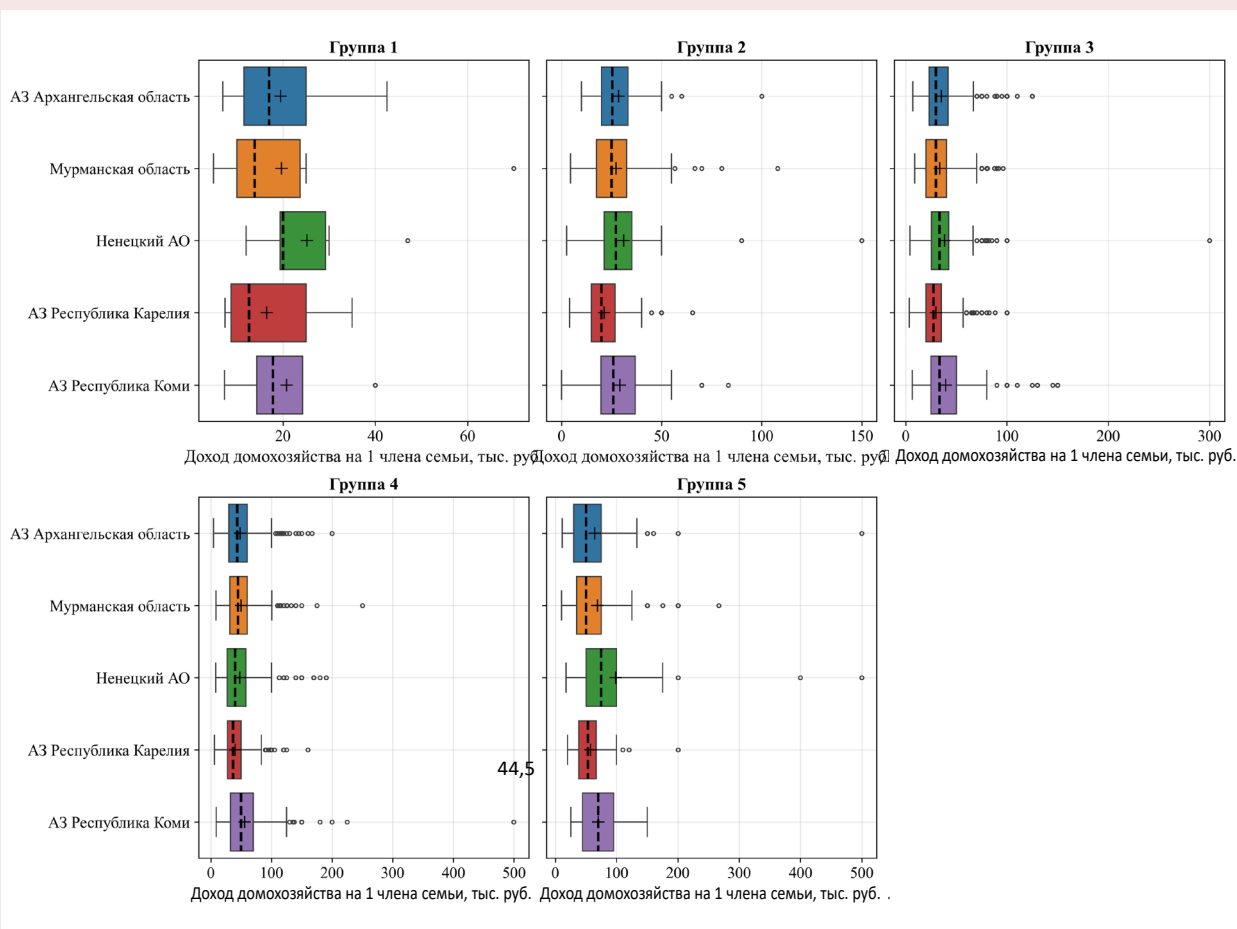 Группа 1
Группа 2
Группа 3
АЗ Архангельская область
Мурманская область
Ненецкий АО
АЗ Республика Карелия
АЗ Республика Коми
20 40 60
0 50 100 150
0 100 200 300
Доход домохозяйства на 1 члена семьи, тыс. руб
Доход домохозяйства на 1 члена семьи, тыс. руб
Доход домохозяйства на 1 члена семьи, тыс. руб.
Группа 4
Группа 5
АЗ Архангельская область
Мурманская область
Ненецкий АО
АЗ Республика Карелия
44,5
АЗ Республика Коми
0 100 200 300 400 500
0 100 200 300 400 500
Доход домохозяйства на 1 члена семьи, тыс. руб.
Доход домохозяйства на 1 члена семьи, тыс. руб. .